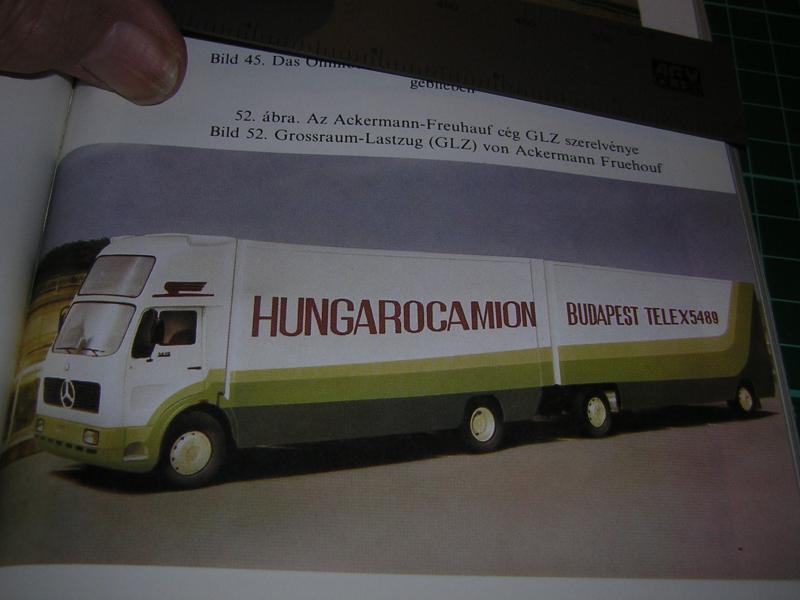 Bild 45. Das
geblieben
52. ábra. Az Ackermann-Freuhauf cég GLZ szerelvénye
Bild 52. Grossraum-Lastzug (GLZ) von Ackermann Fruehouf
HUNGAROCAMION
BUDAPEST TELEX5489